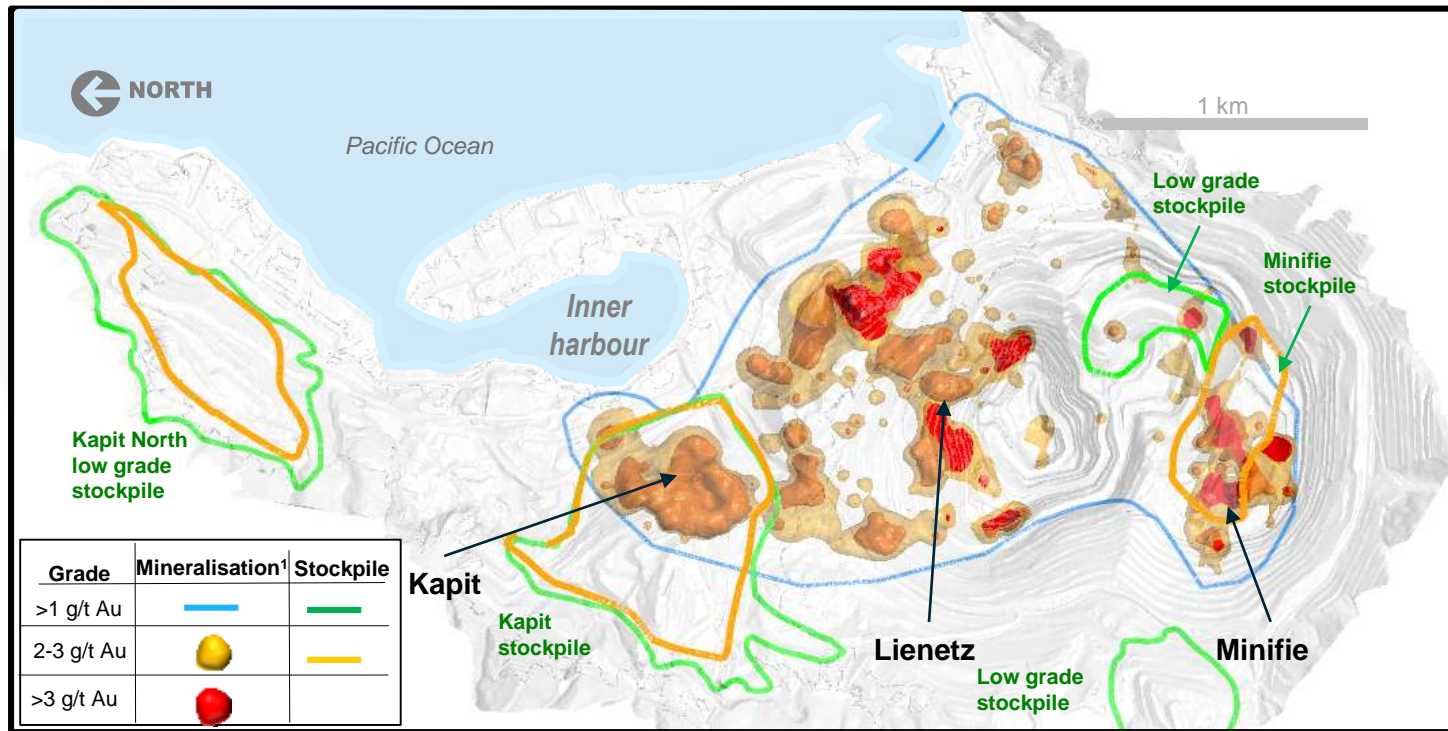 NORTH
Pacific Ocean
1 km
Low grade
stockpile
Minifie
stockpile
Inner
harbour
Kapit North
low grade
stockpile
Grade Mineralisation¹ Stockpile
>1 g/t Au
2-3 g/t Au
>3 g/t Au
Kapit
Kapit
stockpile
Lienetz
Low grade
stockpile
Minifie